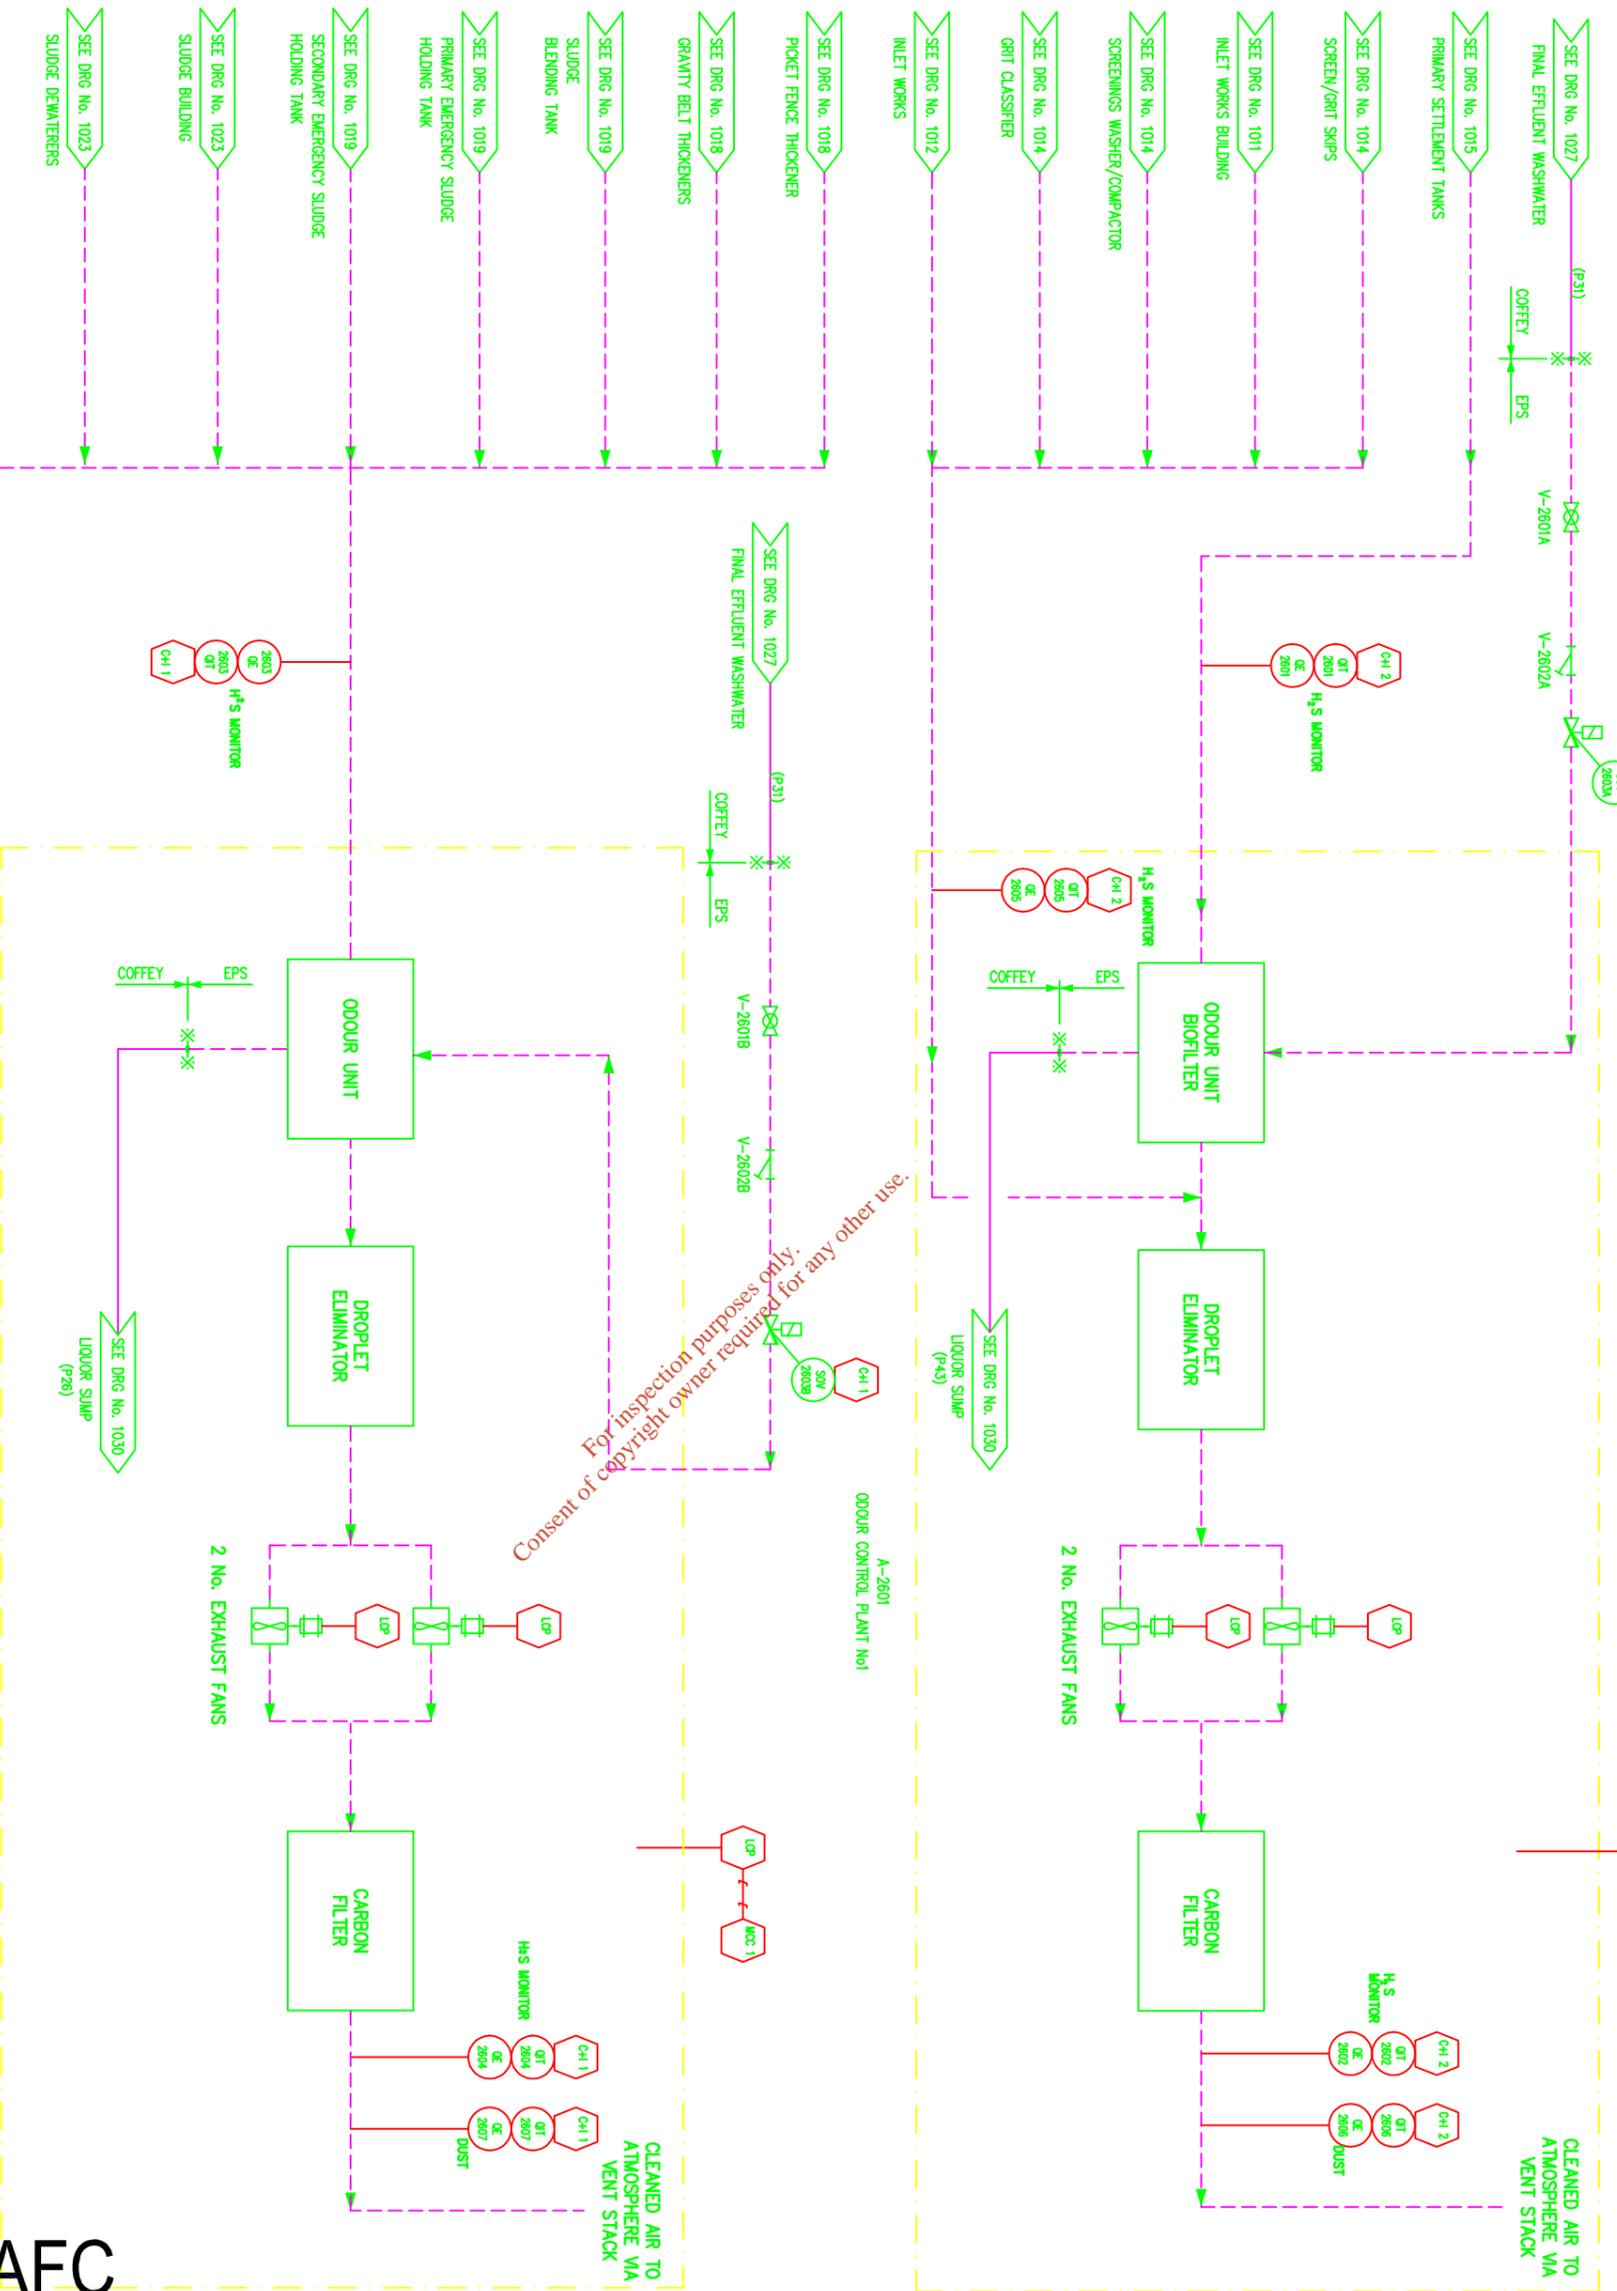 SEE DRG No. 1027
FINAL EFFLUENT WASHWATER
(P31)
COFFEY
EPS
V-2601A
V-2602A
2603A
SEE DRG No. 1015
PRIMARY SETTLEMENT TANKS
SEE DRG No. 1014
SCREEN/GRIT SKIPS
SEE DRG No. 1011
INLET WORKS BUILDING
SEE DRG No. 1014
SCREENINGS WASHER/COMPACTOR
SEE DRG No. 1014
GRIT CLASSIFIER
SEE DRG No. 1012
INLET WORKS
C+I 2
QIT
2601
QE
2601
H2S MONITOR
H2S MONITOR
C+I 2
QIT
2605
QE
2605
COFFEY
EPS
ODOUR UNIT
BIOFILTER
DROPLET
ELIMINATOR
SEE DRG No. 1030
LIQUOR SUMP
(P43)
LCP
LCP
2 No. EXHAUST FANS
CARBON
FILTER
H2S
MONITOR
C+I 2
QIT
2602
QE
2602
C+I 2
QIT
2606
QE
2606
DUST
CLEANED AIR TO
ATMOSPHERE VIA
VENT STACK
A-2601
ODOUR CONTROL PLANT No1
SEE DRG No. 1018
PICKET FENCE THICKENER
SEE DRG No. 1018
GRAVITY BELT THICKENERS
SEE DRG No. 1019
SLUDGE
BLENDING TANK
SEE DRG No. 1019
PRIMARY EMERGENCY SLUDGE
HOLDING TANK
SEE DRG No. 1019
SECONDARY EMERGENCY SLUDGE
HOLDING TANK
SEE DRG No. 1023
SLUDGE BUILDING
SEE DRG No. 1023
SLUDGE DEWATERERS
SEE DRG No. 1027
FINAL EFFLUENT WASHWATER
(P31)
COFFEY
EPS
V-2601B
V-2602B
C+I 1
SOV
2603B
2603
QE
2603
QIT
C+I 1
H2S MONITOR
COFFEY
EPS
ODOUR UNIT
DROPLET
ELIMINATOR
SEE DRG No. 1030
LIQUOR SUMP
(P26)
LCP
LCP
2 No. EXHAUST FANS
LCP
MCC 1
CARBON
FILTER
H2S MONITOR
C+I 1
QIT
2604
QE
2604
C+I 1
QIT
2607
QE
2607
DUST
CLEANED AIR TO
ATMOSPHERE VIA
VENT STACK
For inspection purposes only.
Consent of copyright owner required for any other use.
AFC